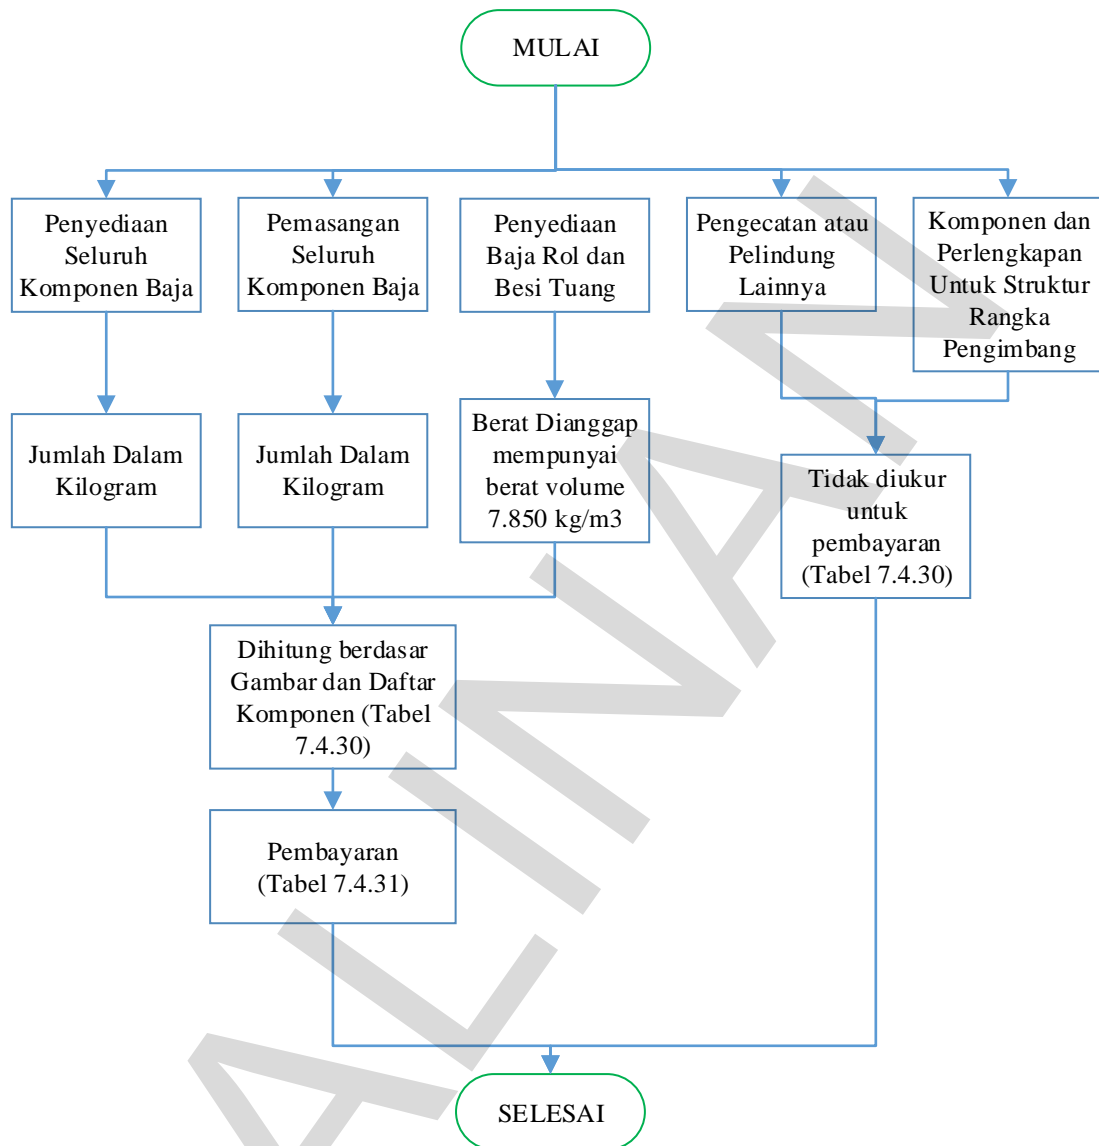 MULAI
Penyediaan
Seluruh
Komponen Baja
Pemasangan
Seluruh
Komponen Baja
Penyediaan
Baja Rol dan
Besi Tuang
Pengecatan atau
Pelindung
Lainnya
Komponen dan
Perlengkapan
Untuk Struktur
Rangka
Pengimbang
Jumlah Dalam
Kilogram
Jumlah Dalam
Kilogram
Berat Dianggap
mempunyai
berat volume
7.850 kg/m3
Tidak diukur
untuk
pembayaran
(Tabel 7.4.30)
Dihitung berdasar
Gambar dan Daftar
Komponen (Tabel
7.4.30)
Pembayaran
(Tabel 7.4.31)
SELESAI
ALINAN